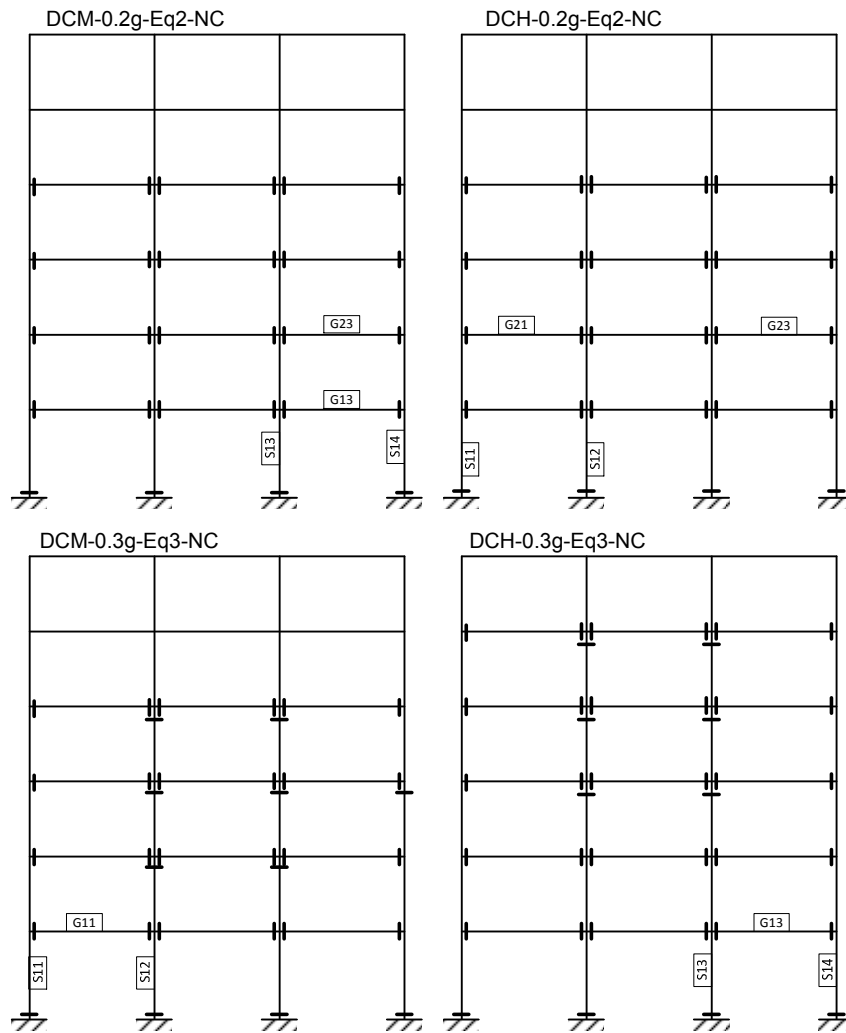 DCM-0.2g-Eq2-NC
G23
G13
S13
S14
DCH-0.2g-Eq2-NC
G21
G23
S11
S12
DCM-0.3g-Eq3-NC
G11
S11
S12
DCH-0.3g-Eq3-NC
G13
S13
S14